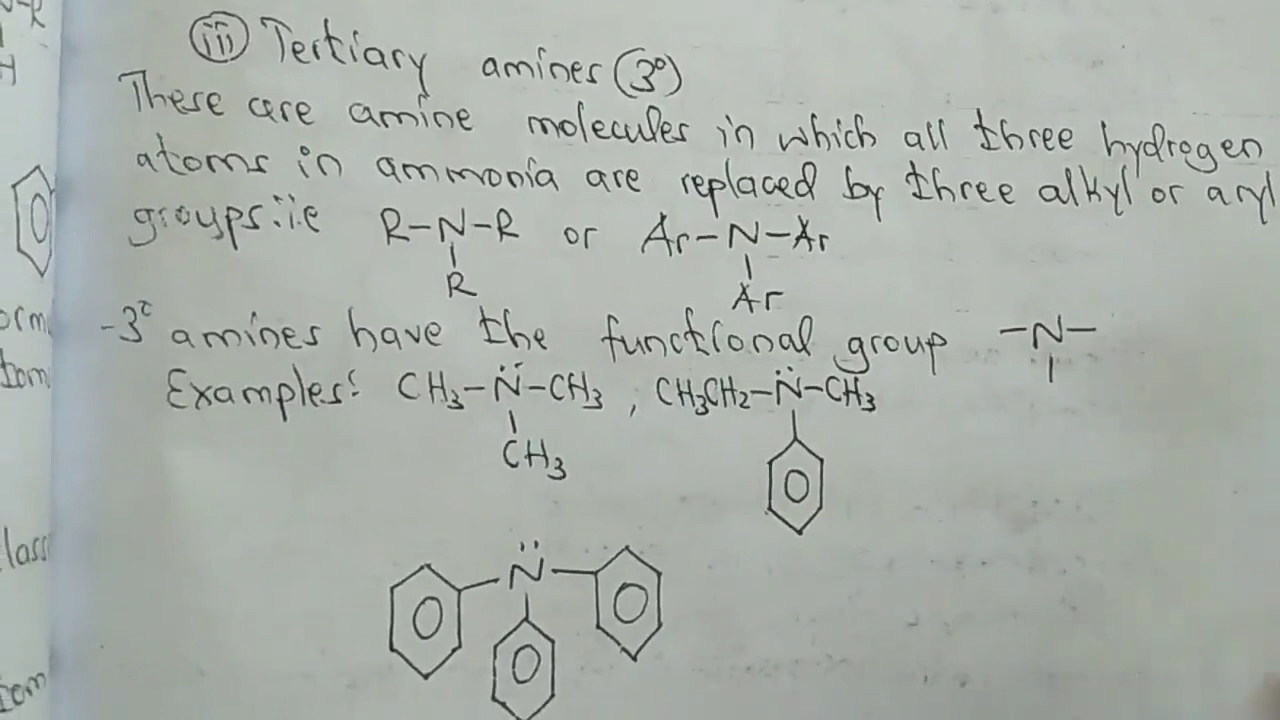 (iii) Tertiary amines (3°)
These are amine molecules in which all three hydrogen
atoms in ammonia are replaced by three alkyl or aryl
groups. i.e R-N-R or Ar-N-Ar
R Ar
-3° amines have the functional group -N-
Examples: CH₃-N̈-CH₃, CH₃CH₂-N̈-CH₃
CH₃
N̈